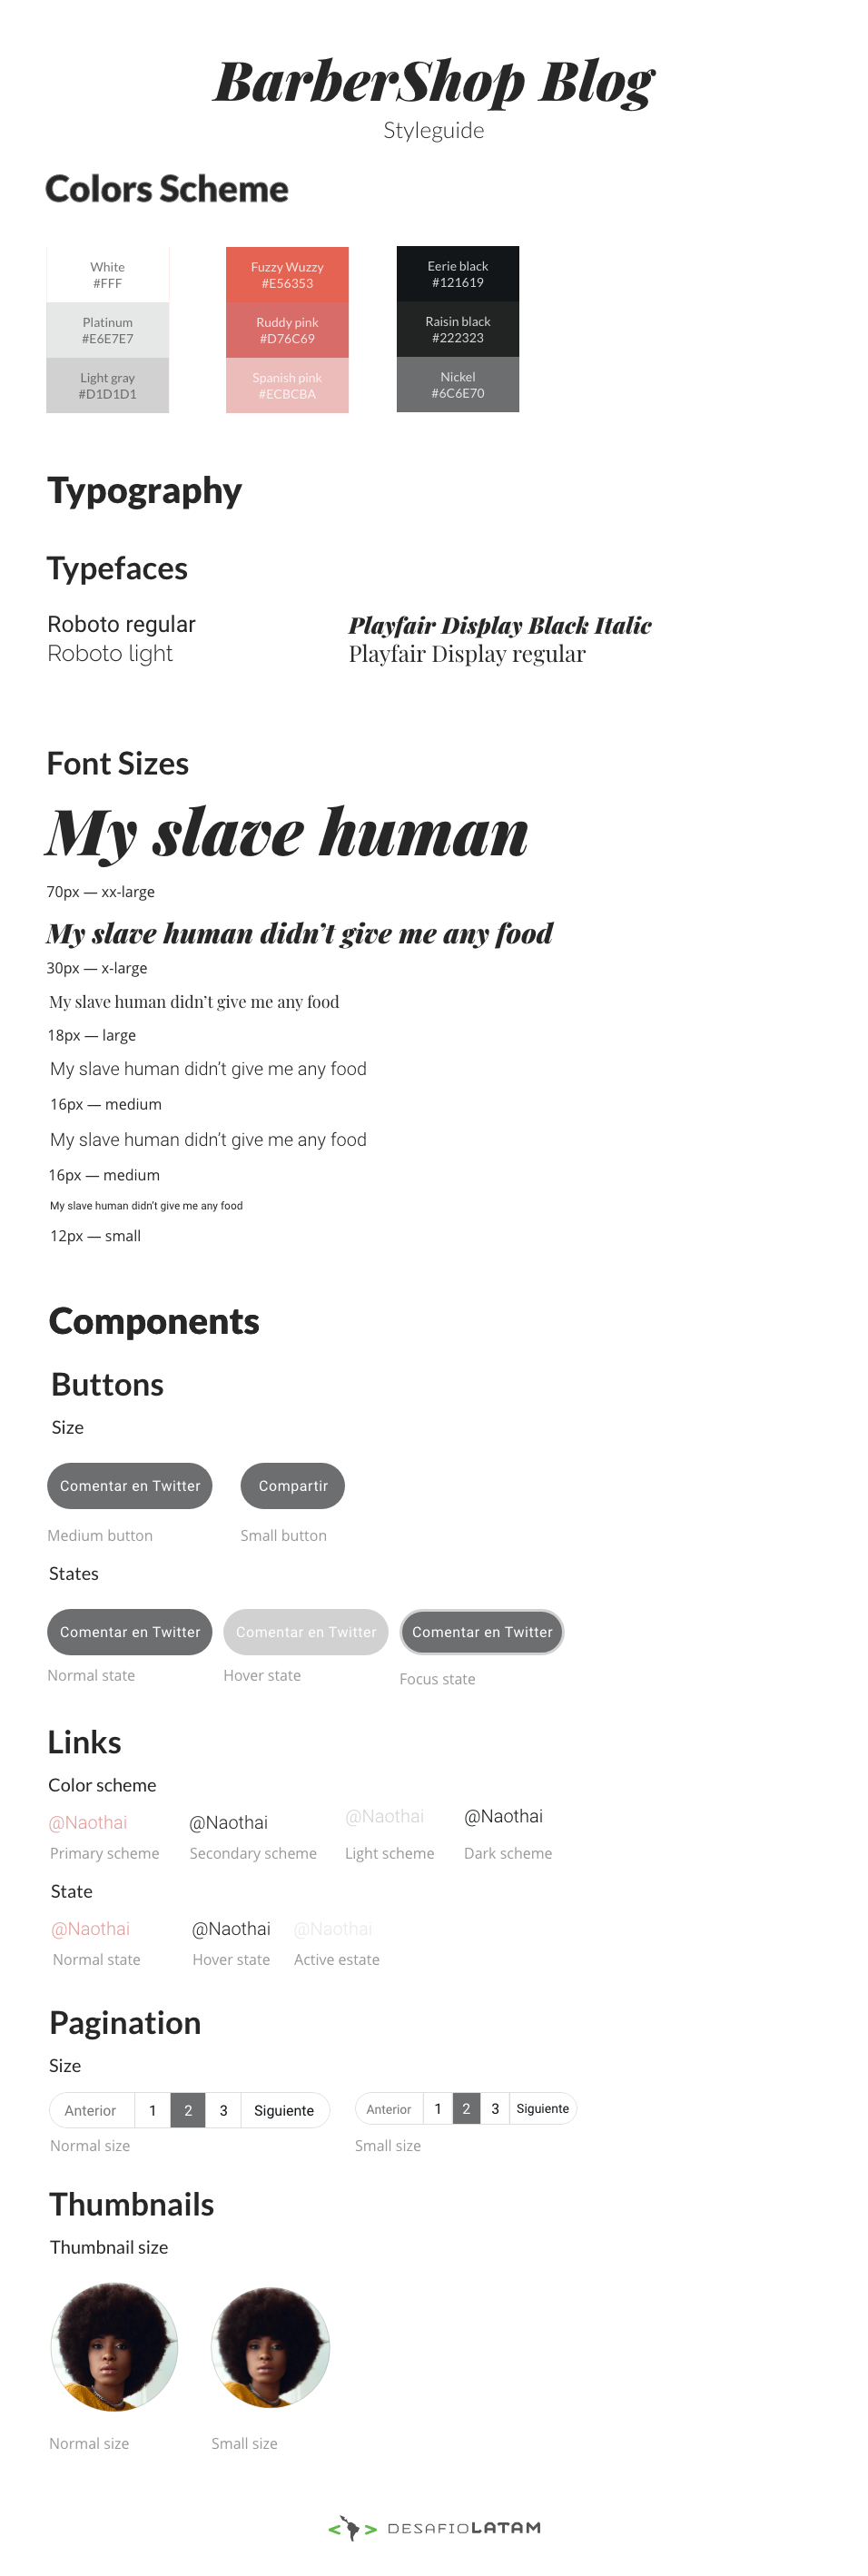 BarberShop Blog
Styleguide
Colors Scheme
White
#FFF
Platinum
#E6E7E7
Light gray
#D1D1D1
Fuzzy Wuzzy
#E56353
Ruddy pink
#D76C69
Spanish pink
#ECBCBA
Eerie black
#121619
Raisin black
#222323
Nickel
#6C6E70
Typography
Typefaces
Roboto regular
Roboto light
Playfair Display Black Italic
Playfair Display regular
Font Sizes
My slave human
70px — xx-large
My slave human didn’t give me any food
30px — x-large
My slave human didn’t give me any food
18px — large
My slave human didn’t give me any food
16px — medium
My slave human didn’t give me any food
16px — medium
My slave human didn’t give me any food
12px — small
Components
Buttons
Size
Comentar en Twitter Compartir
Medium button Small button
States
Comentar en Twitter Comentar en Twitter Comentar en Twitter
Normal state Hover state Focus state
Links
Color scheme
@Naothai @Naothai @Naothai @Naothai
Primary scheme Secondary scheme Light scheme Dark scheme
State
@Naothai @Naothai @Naothai
Normal state Hover state Active estate
Pagination
Size
Anterior 1 2 3 Siguiente Anterior 1 2 3 Siguiente
Normal size Small size
Thumbnails
Thumbnail size
Normal size Small size
< > DESAFIOLATAM